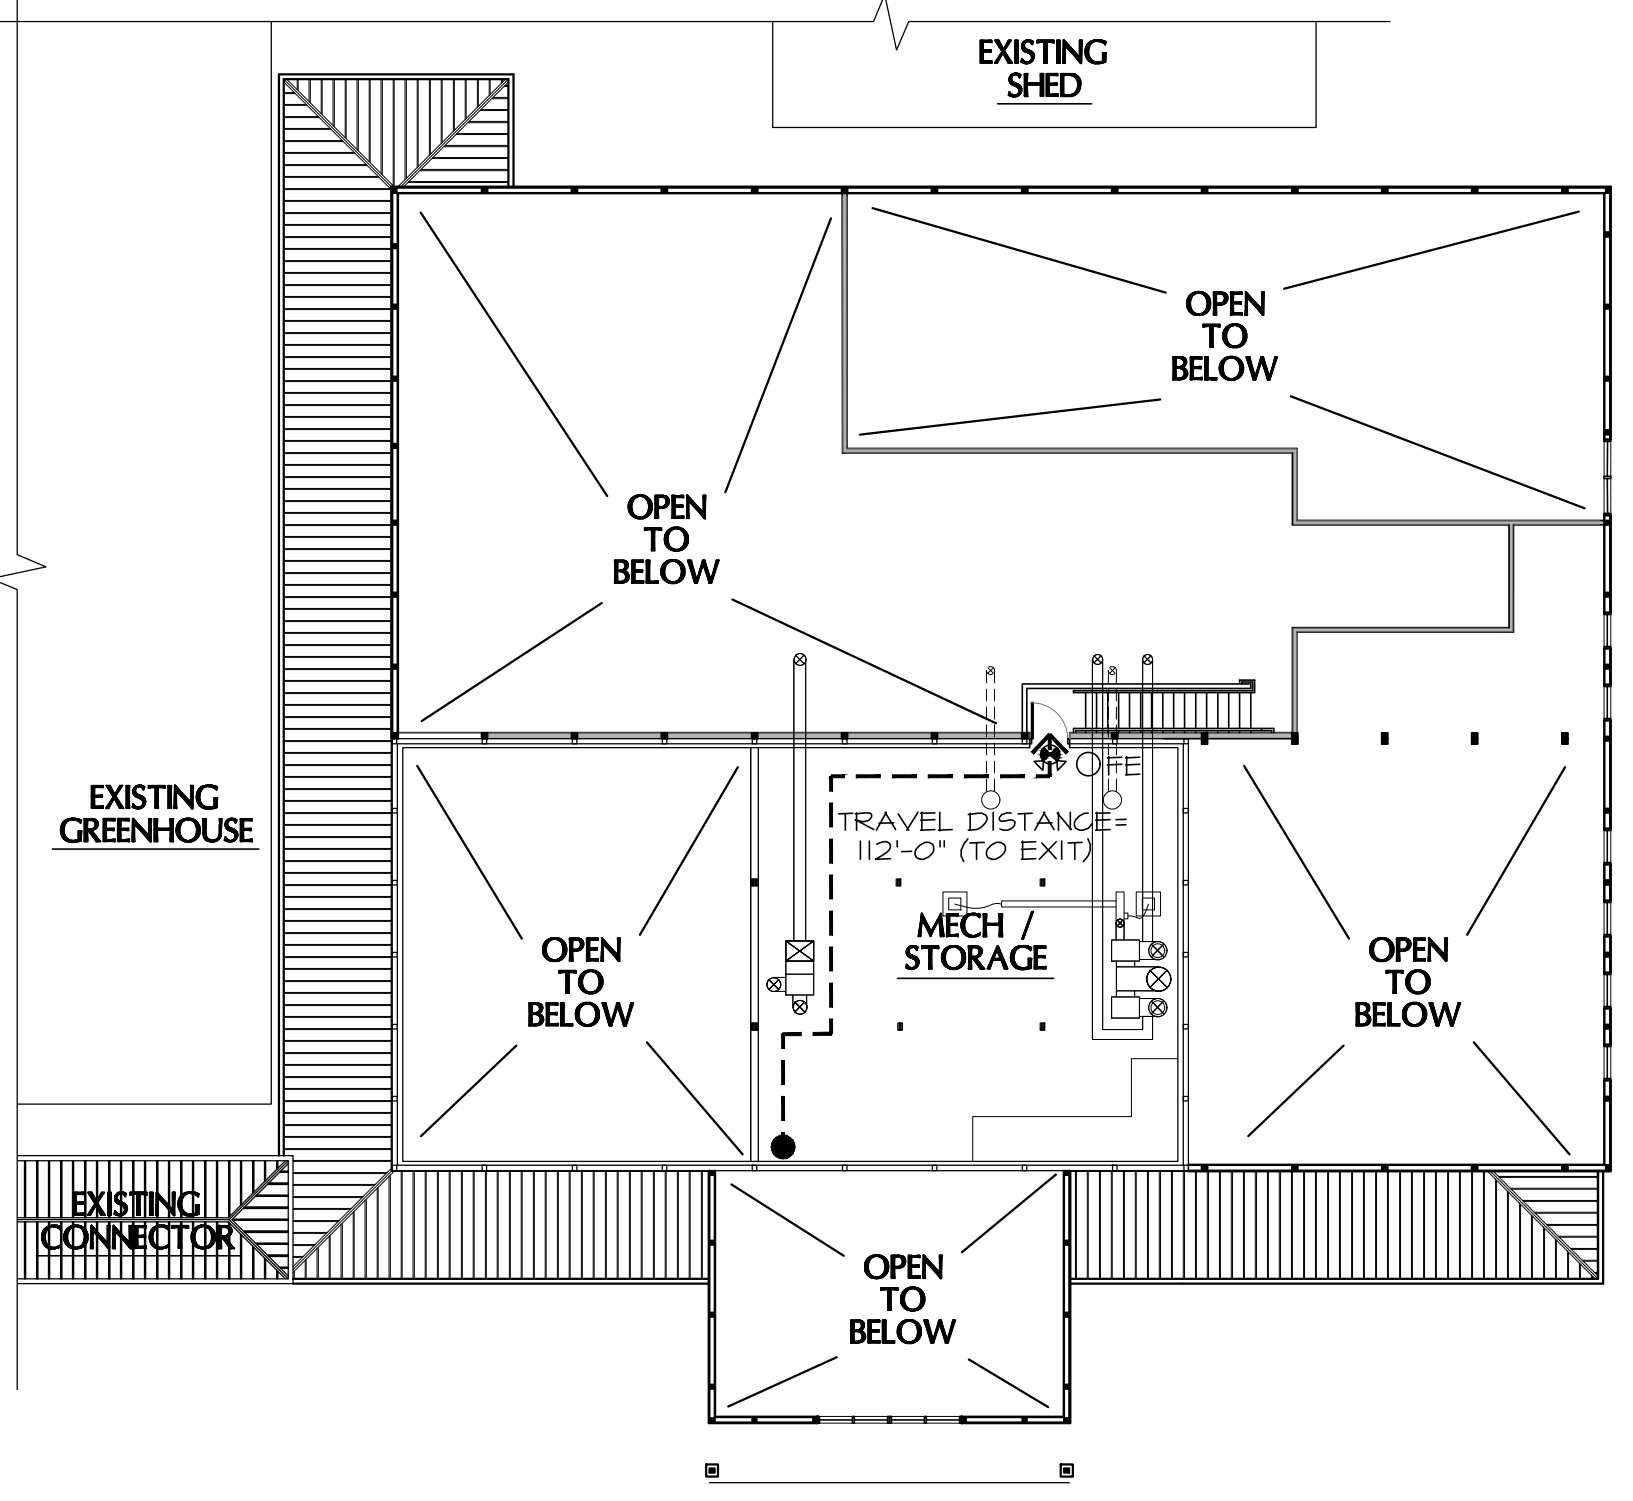 EXISTING
SHED
OPEN
TO
BELOW
OPEN
TO
BELOW
FE
EXISTING
GREENHOUSE
TRAVEL DISTANCE=
112'-0" (TO EXIT)
MECH /
STORAGE
OPEN
TO
BELOW
OPEN
TO
BELOW
EXISTING
CONNECTOR
OPEN
TO
BELOW